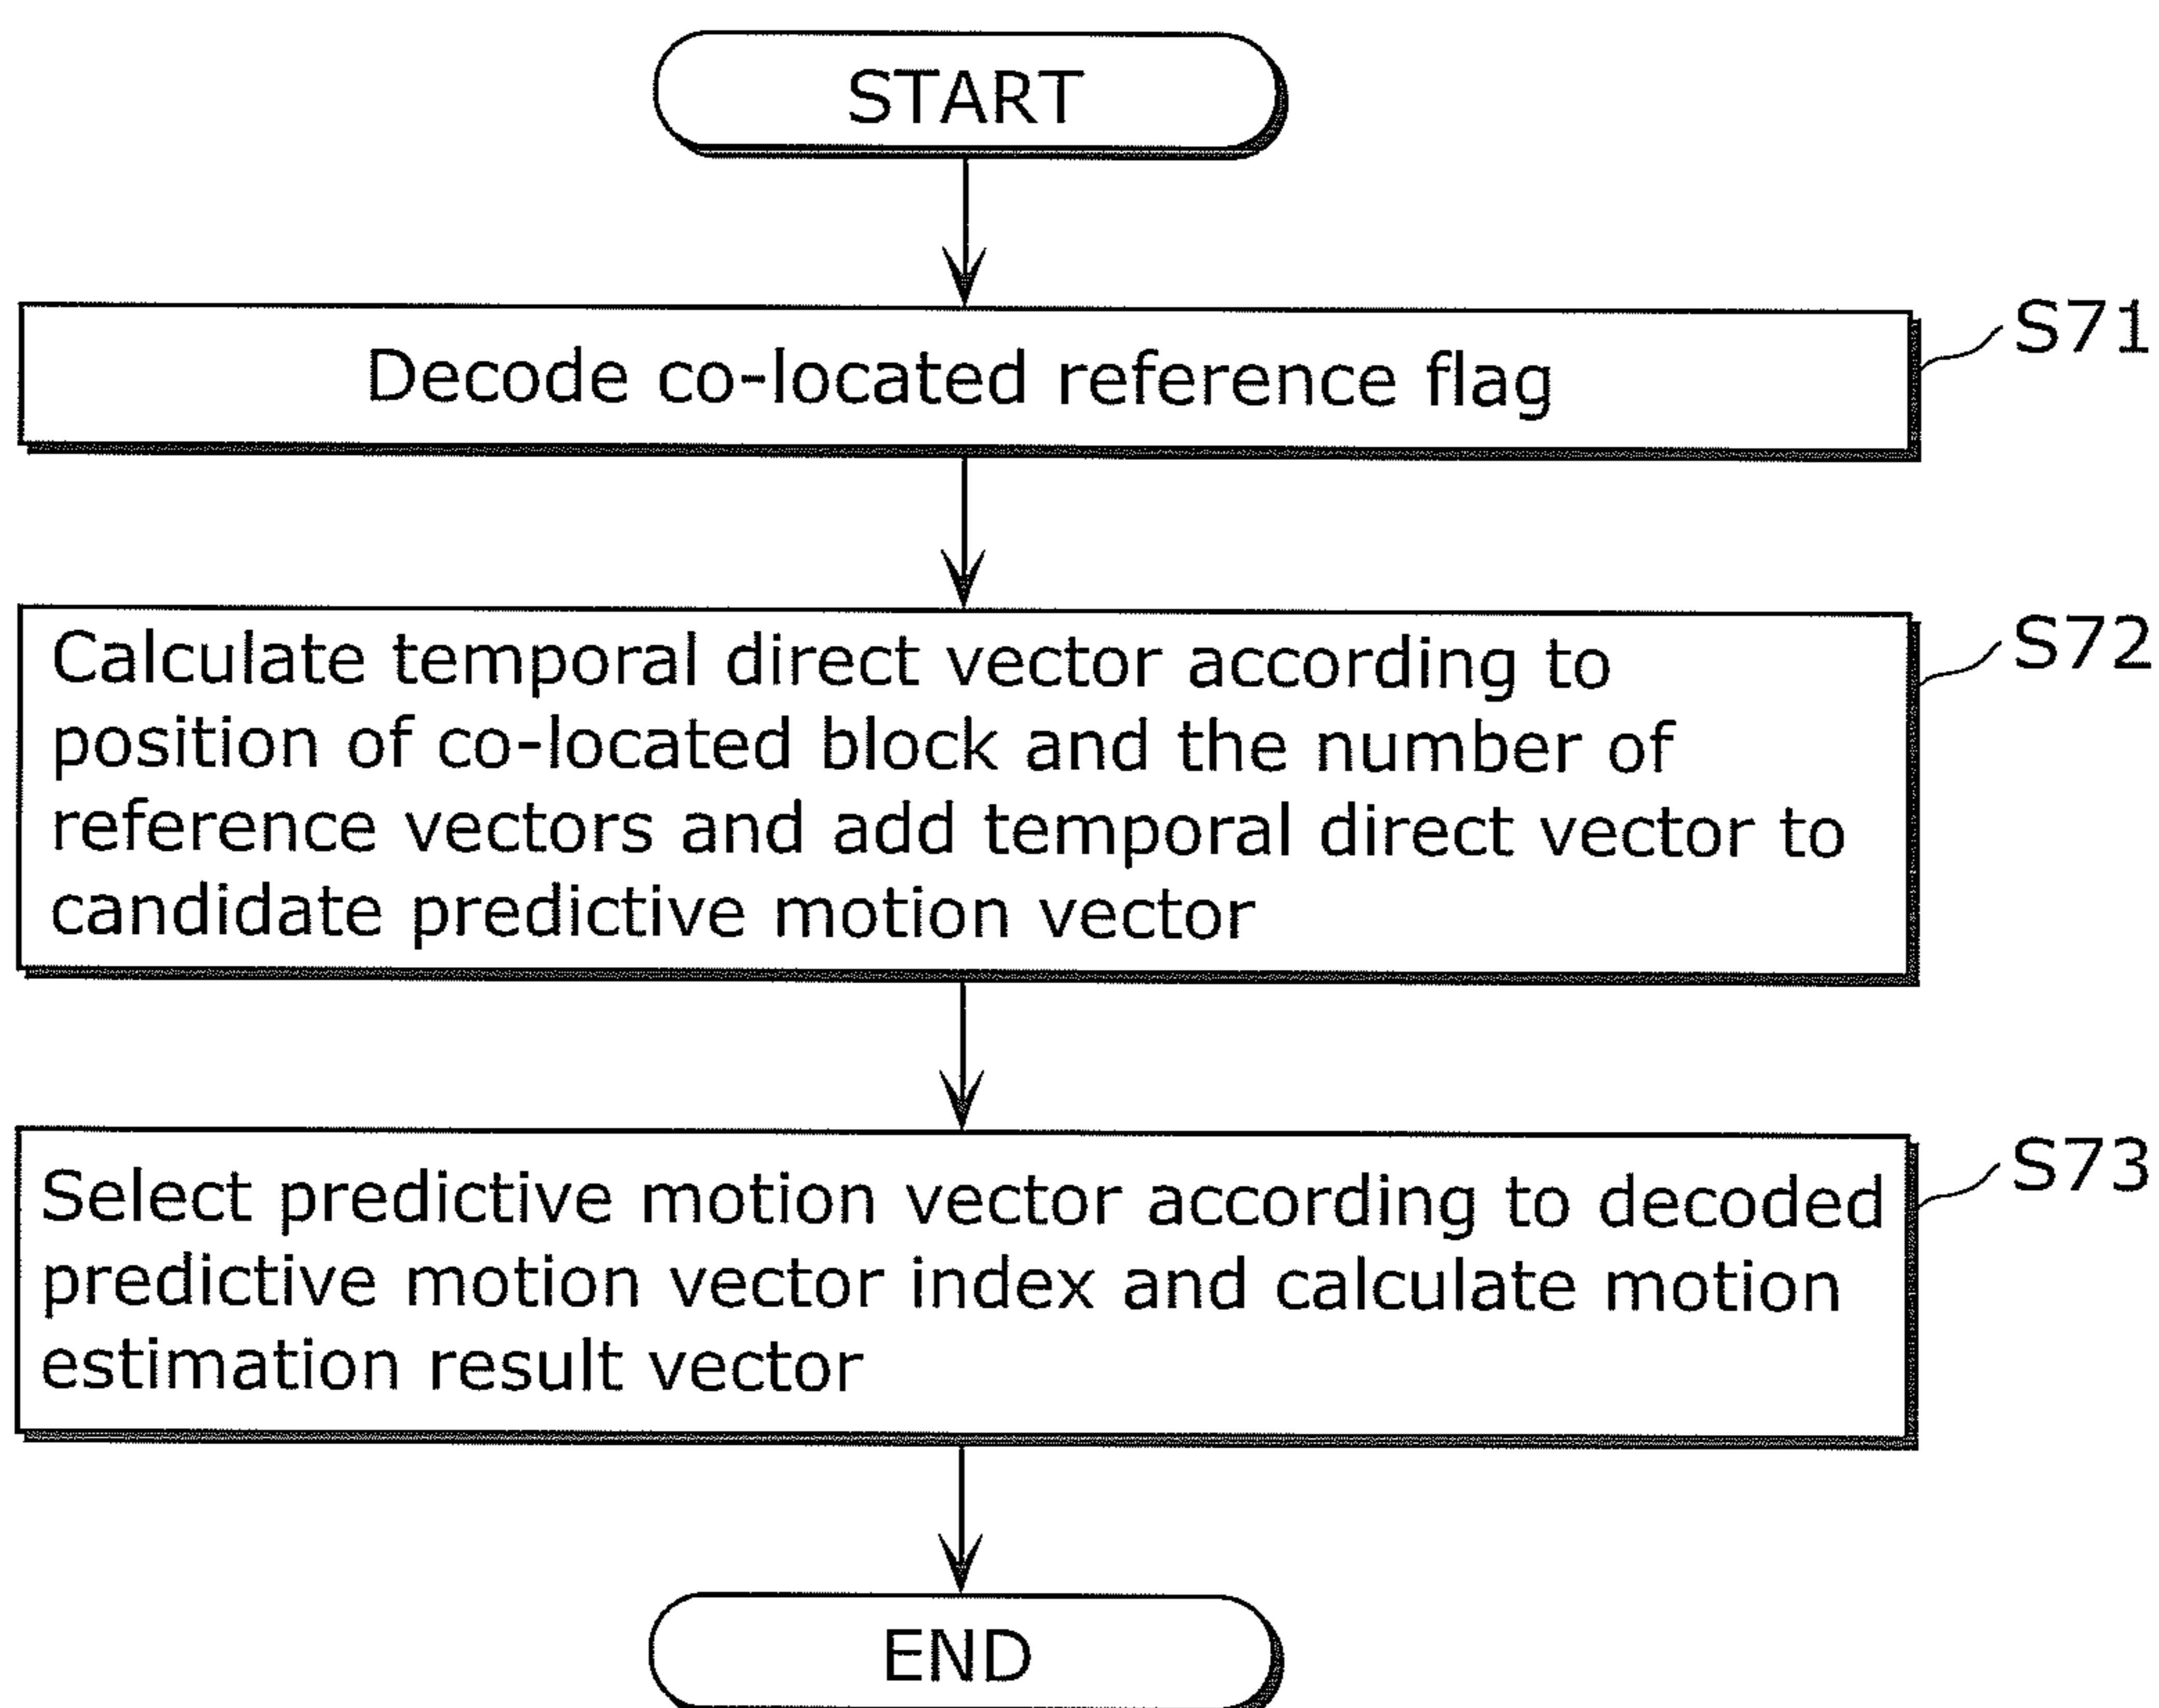 START
Decode co-located reference flag
S71
Calculate temporal direct vector according to
position of co-located block and the number of
reference vectors and add temporal direct vector to
candidate predictive motion vector
S72
Select predictive motion vector according to decoded
predictive motion vector index and calculate motion
estimation result vector
S73
END